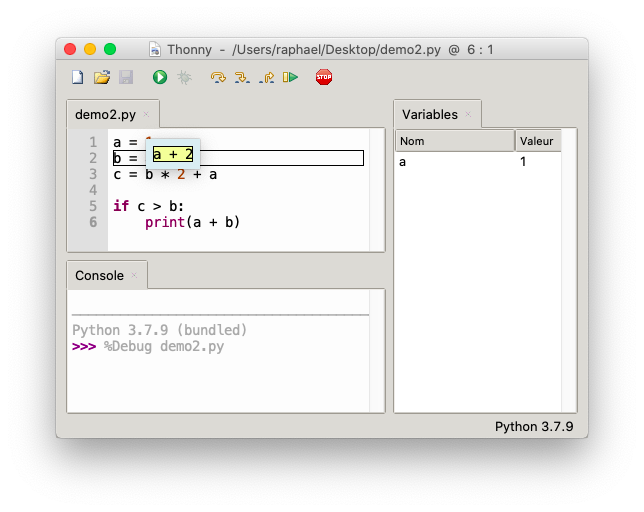 Thonny - /Users/raphael/Desktop/demo2.py @ 6 : 1
STOP
demo2.py
1 a = 1
2 b = a + 2
3 c = b * 2 + a
4
5 if c > b:
6 print(a + b)
Variables
Nom Valeur
a 1
Console
Python 3.7.9 (bundled)
>>> %Debug demo2.py
Python 3.7.9